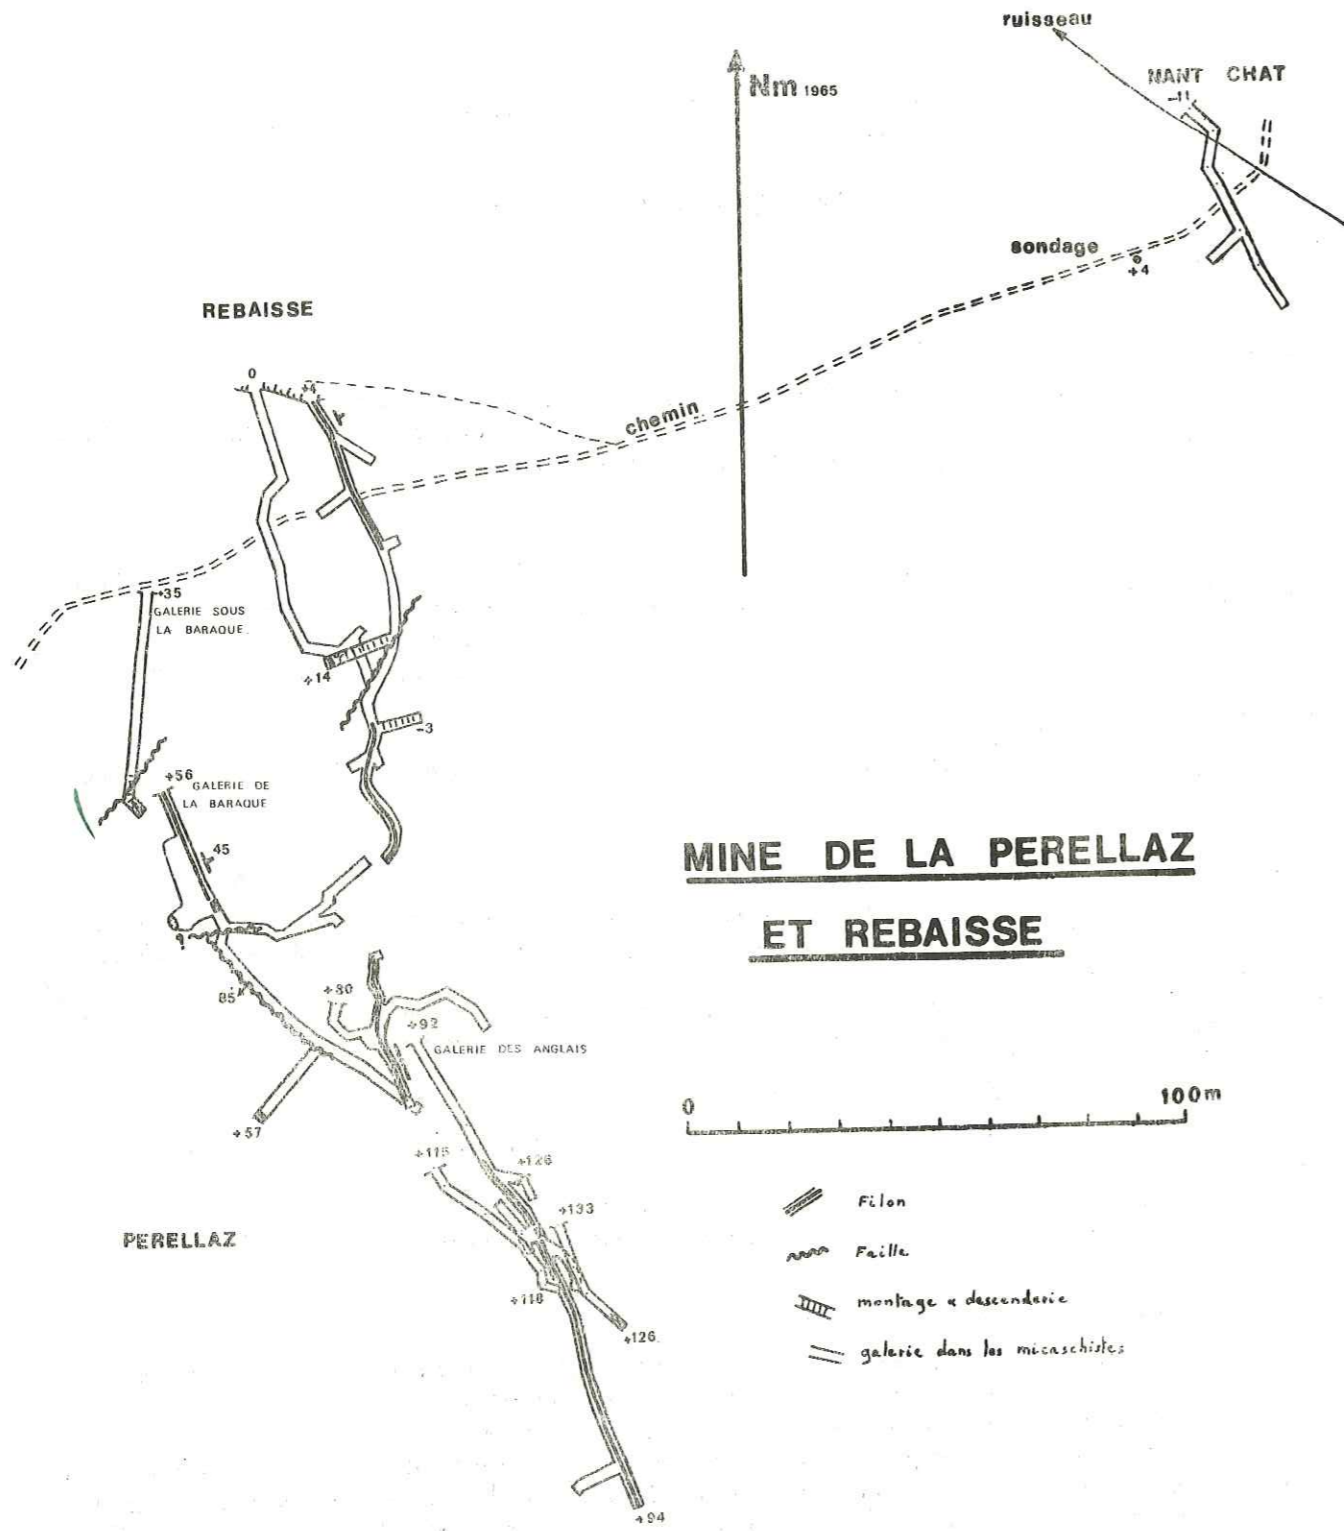 ruisseau
Nm 1965
NANT CHAT
-11
sondage
+4
REBAISSE
0
+4
chemin
+35
GALERIE SOUS
LA BARAQUE
+14
-3
+56
GALERIE DE
LA BARAQUE
45
MINE DE LA PERELLAZ
ET REBAISSE
85
+80
+92
GALERIE DES ANGLAIS
+57
0
100m
+115
+126
+133
PERELLAZ
+118
+126
+94
Filon
Faille
montage & descenderie
galerie dans les micaschistes